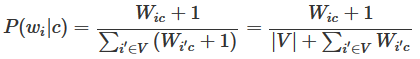 P(w_i|c) = \frac{W_{ic} + 1}{\sum_{i' \in V} (W_{i'c} + 1)} = \frac{W_{ic} + 1}{|V| + \sum_{i' \in V} W_{i'c}}